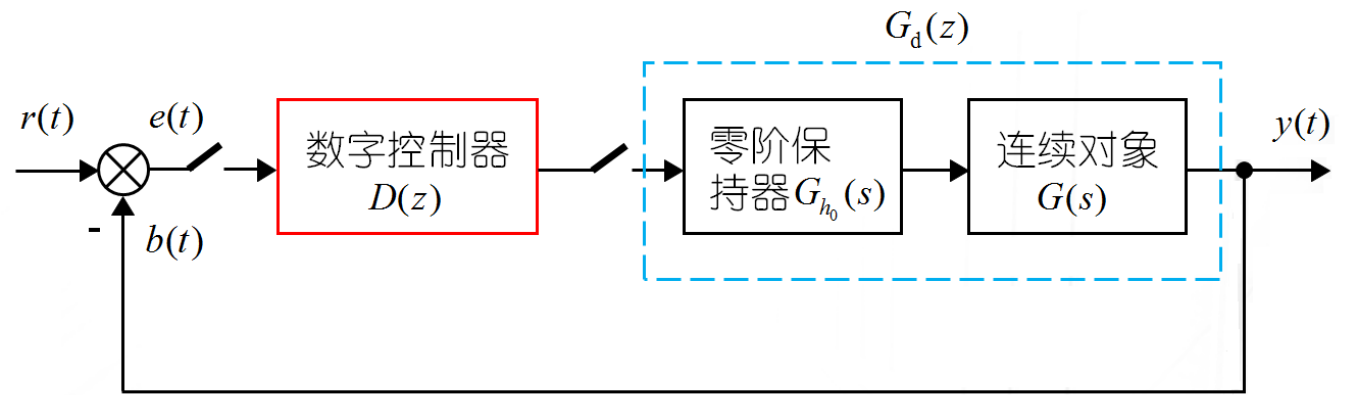 G_d(z)
r(t)
e(t)
数字控制器
D(z)
零阶保
持器G_{h_0}(s)
连续对象
G(s)
y(t)
-
b(t)